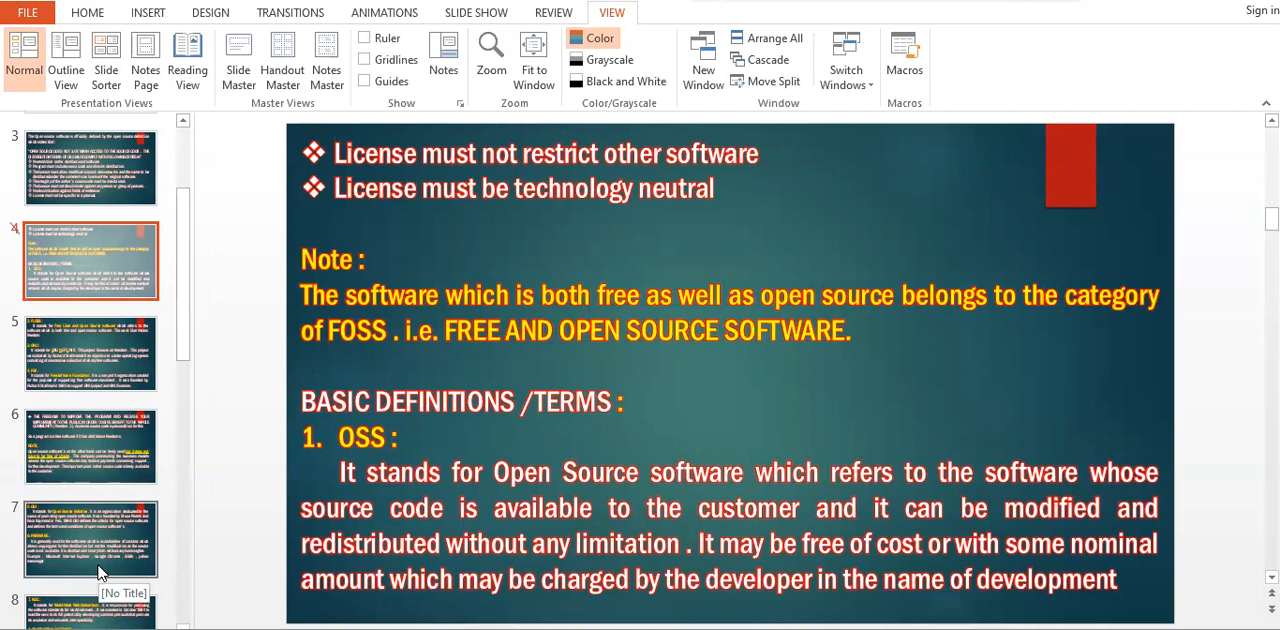 FILE HOME INSERT DESIGN TRANSITIONS ANIMATIONS SLIDE SHOW REVIEW VIEW Sign in
Normal Outline View Slide Sorter Notes Page Reading View
Presentation Views
Slide Master Handout Master Notes Master
Master Views
Ruler
Gridlines
Guides
Notes
Show
Zoom Fit to Window
Zoom
Color
Grayscale
Black and White
Color/Grayscale
New Window
Arrange All
Cascade
Move Split
Switch Windows
Window
Macros
Macros
3
4
5
6
7
[No Title]
8
❖ License must not restrict other software
❖ License must be technology neutral
Note :
The software which is both free as well as open source belongs to the category
of FOSS . i.e. FREE AND OPEN SOURCE SOFTWARE.
BASIC DEFINITIONS /TERMS :
1. OSS :
It stands for Open Source software which refers to the software whose
source code is available to the customer and it can be modified and
redistributed without any limitation . It may be free of cost or with some nominal
amount which may be charged by the developer in the name of development